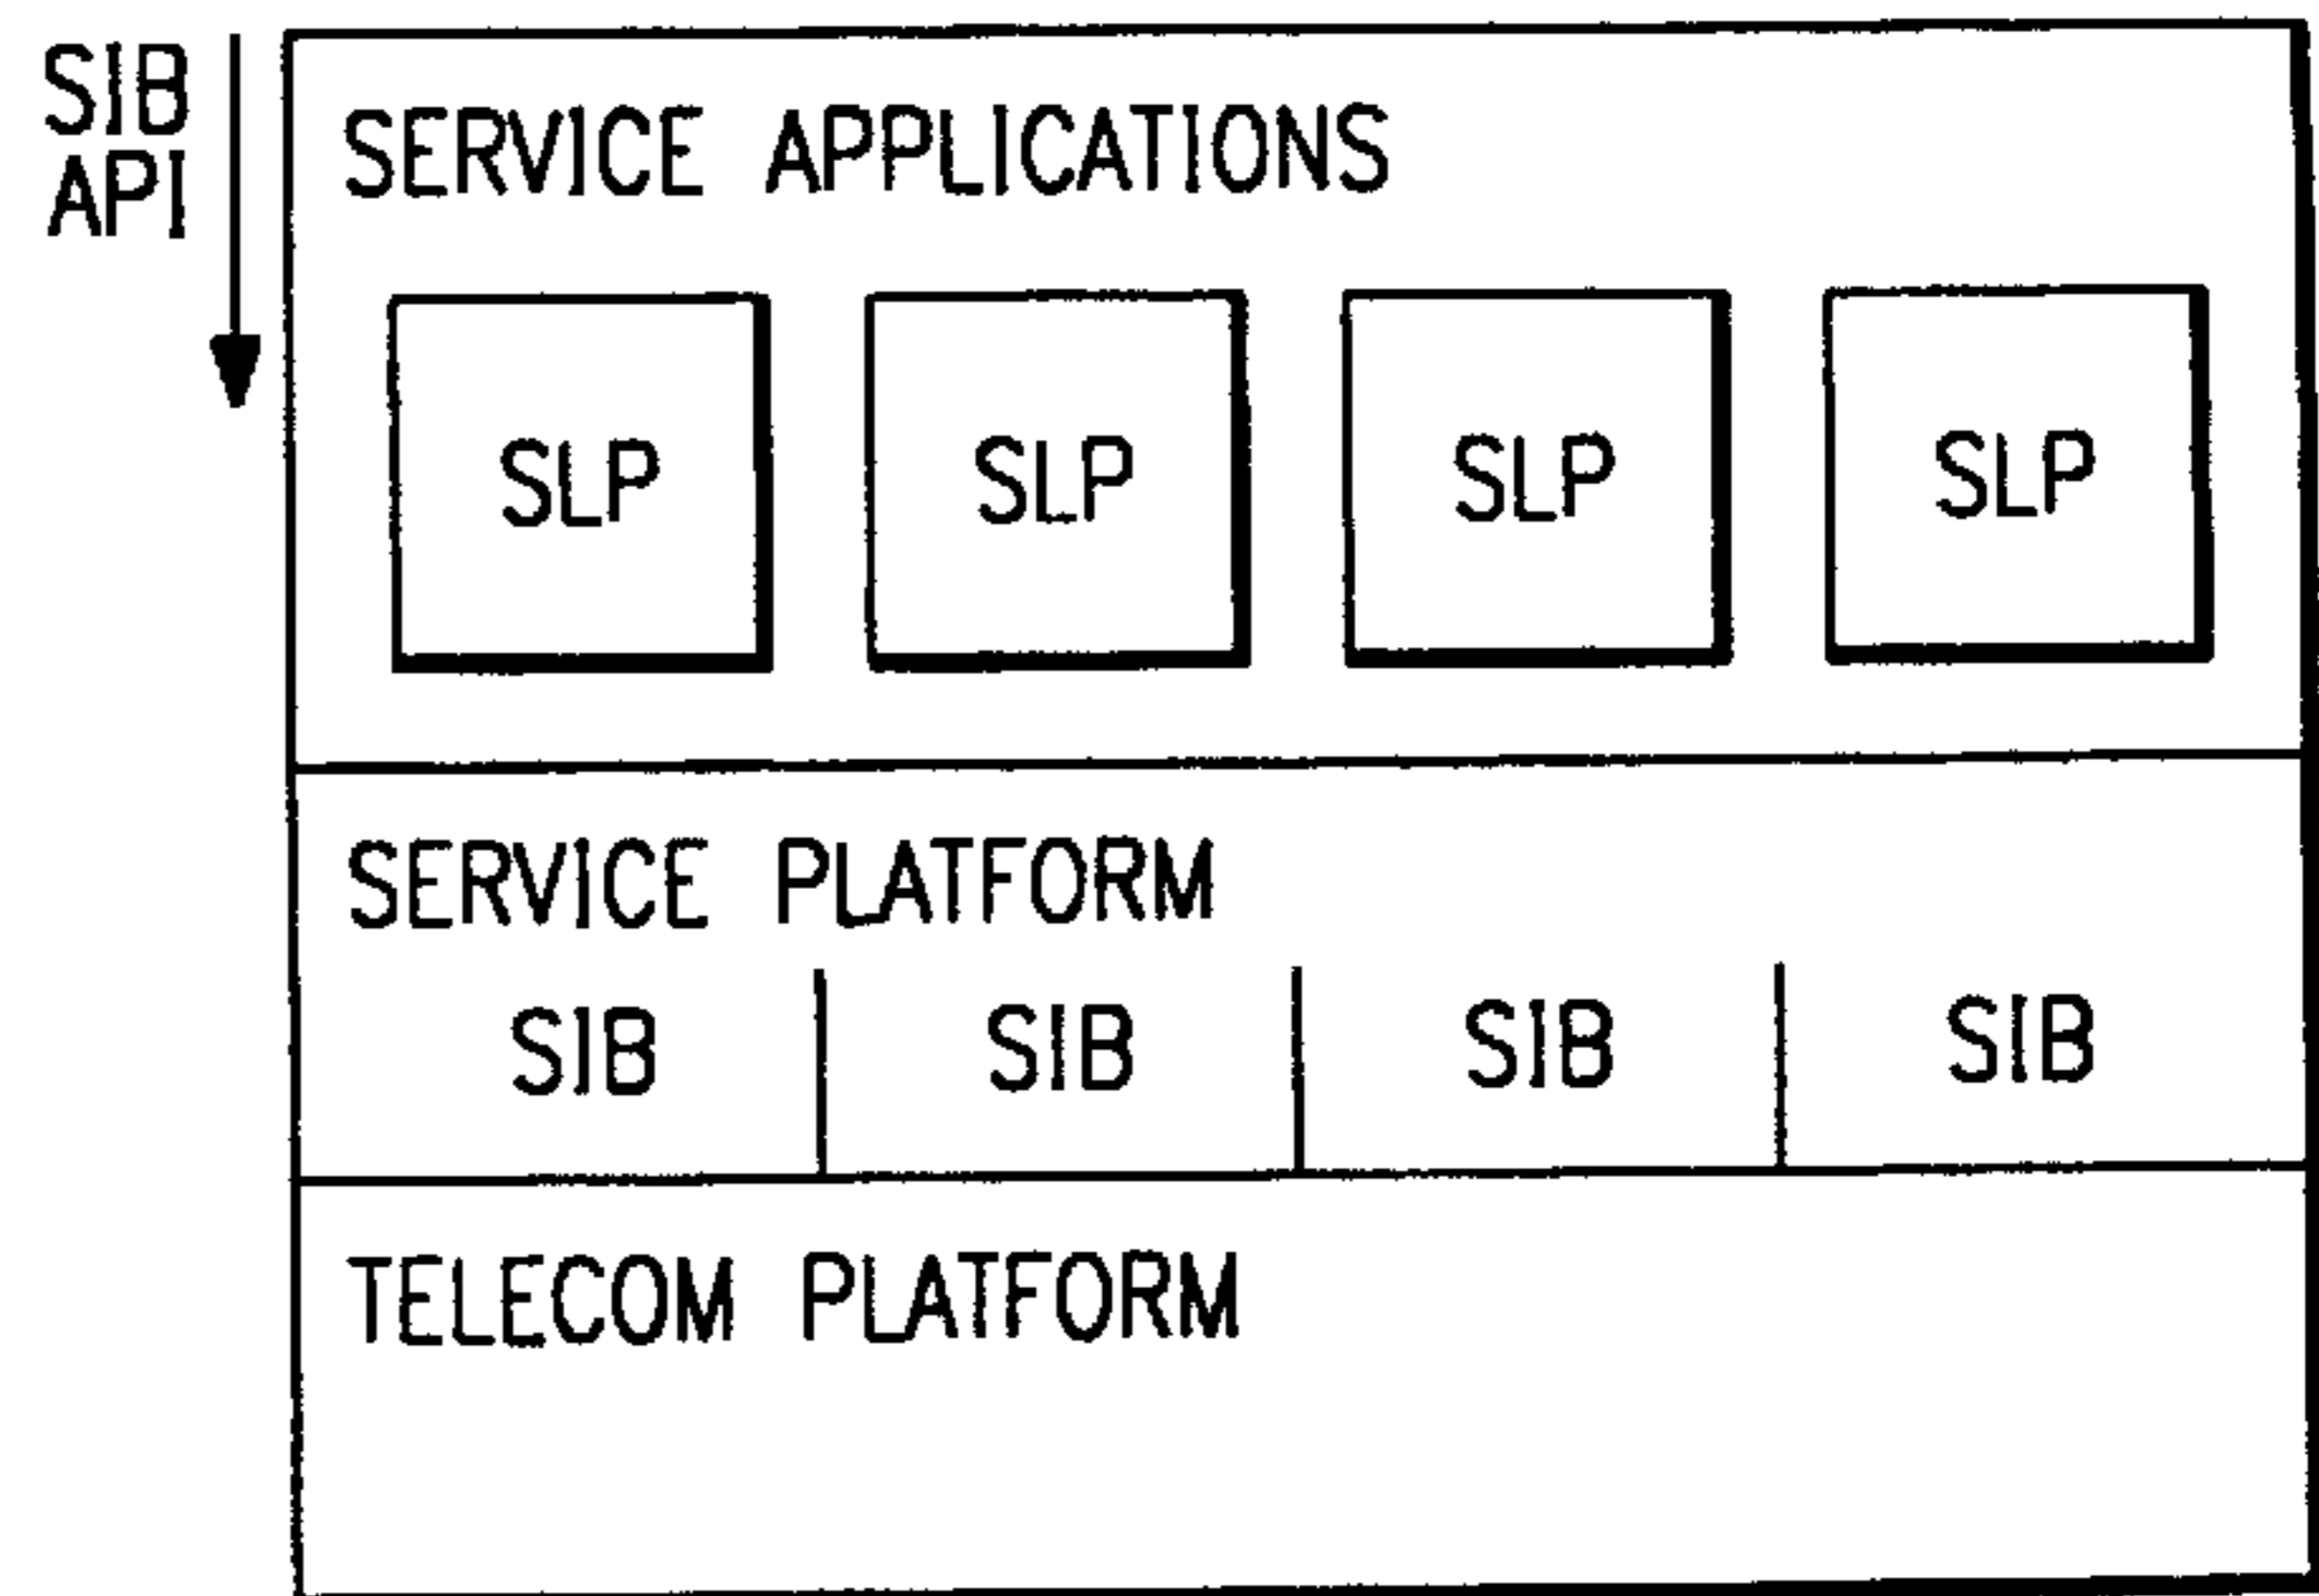 SIB
API
SERVICE APPLICATIONS
SLP SLP SLP SLP
SERVICE PLATFORM
SIB SIB SIB SIB
TELECOM PLATFORM